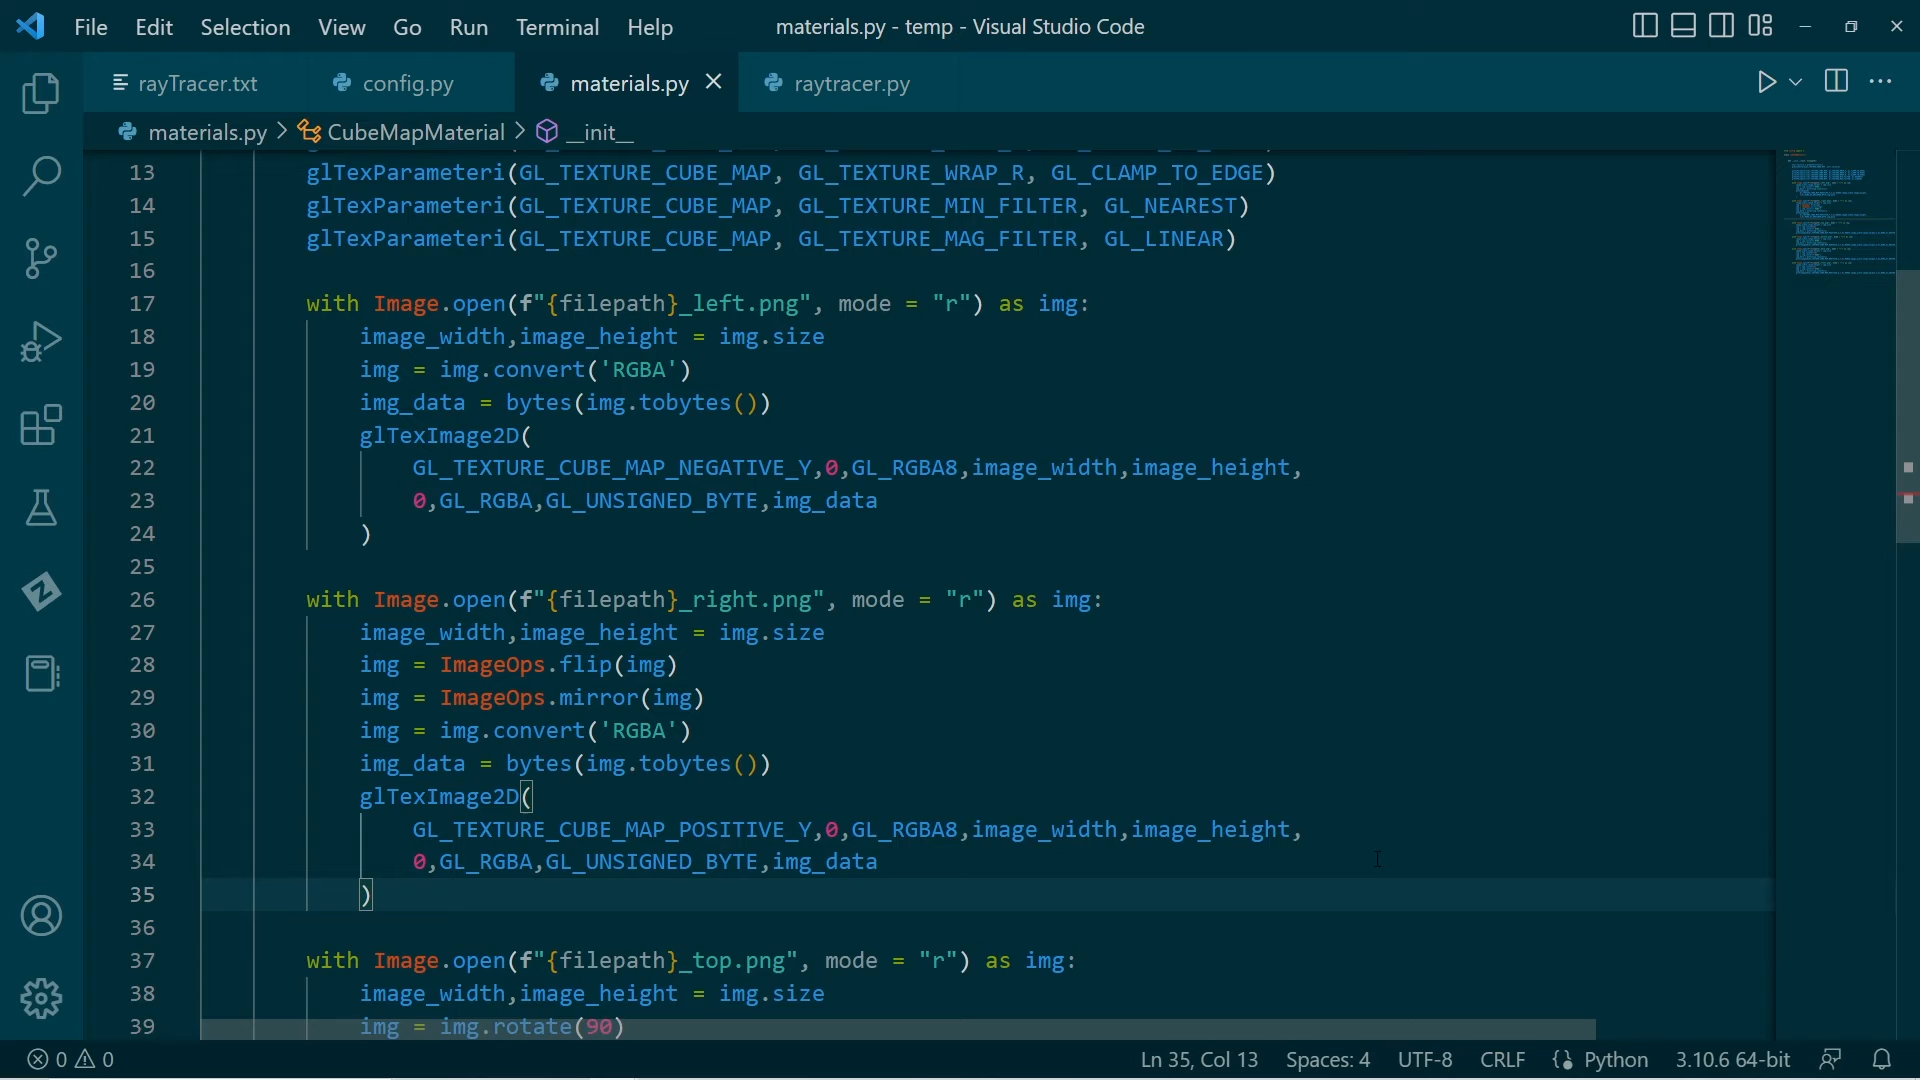 File Edit Selection View Go Run Terminal Help materials.py - temp - Visual Studio Code
rayTracer.txt config.py materials.py raytracer.py
materials.py > CubeMapMaterial > __init__
13 glTexParameteri(GL_TEXTURE_CUBE_MAP, GL_TEXTURE_WRAP_R, GL_CLAMP_TO_EDGE)
14 glTexParameteri(GL_TEXTURE_CUBE_MAP, GL_TEXTURE_MIN_FILTER, GL_NEAREST)
15 glTexParameteri(GL_TEXTURE_CUBE_MAP, GL_TEXTURE_MAG_FILTER, GL_LINEAR)
16
17 with Image.open(f"{filepath}_left.png", mode = "r") as img:
18 image_width,image_height = img.size
19 img = img.convert('RGBA')
20 img_data = bytes(img.tobytes())
21 glTexImage2D(
22 GL_TEXTURE_CUBE_MAP_NEGATIVE_Y,0,GL_RGBA8,image_width,image_height,
23 0,GL_RGBA,GL_UNSIGNED_BYTE,img_data
24 )
25
26 with Image.open(f"{filepath}_right.png", mode = "r") as img:
27 image_width,image_height = img.size
28 img = ImageOps.flip(img)
29 img = ImageOps.mirror(img)
30 img = img.convert('RGBA')
31 img_data = bytes(img.tobytes())
32 glTexImage2D(
33 GL_TEXTURE_CUBE_MAP_POSITIVE_Y,0,GL_RGBA8,image_width,image_height,
34 0,GL_RGBA,GL_UNSIGNED_BYTE,img_data
35 )
36
37 with Image.open(f"{filepath}_top.png", mode = "r") as img:
38 image_width,image_height = img.size
39 img = img.rotate(90)
0 0 Ln 35, Col 13 Spaces: 4 UTF-8 CRLF Python 3.10.6 64-bit